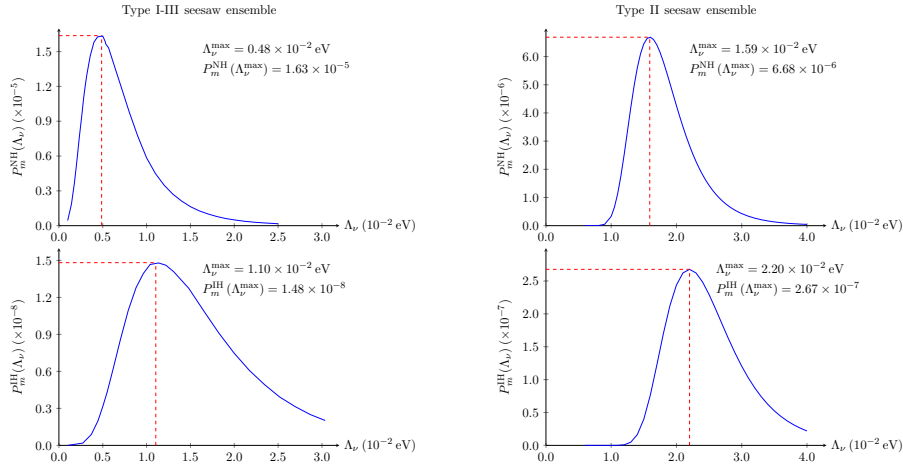 Type I-III seesaw ensemble
Λ_ν^max = 0.48 × 10⁻² eV
P_m^NH(Λ_ν^max) = 1.63 × 10⁻⁵
P_m^NH(Λ_ν) (×10⁻⁵)
1.5
1.2
0.9
0.6
0.3
0.0
0.0 0.5 1.0 1.5 2.0 2.5 3.0
Λ_ν (10⁻² eV)
Type II seesaw ensemble
Λ_ν^max = 1.59 × 10⁻² eV
P_m^NH(Λ_ν^max) = 6.68 × 10⁻⁶
P_m^NH(Λ_ν) (×10⁻⁶)
6.0
5.0
4.0
3.0
2.0
1.0
0.0
0.0 1.0 2.0 3.0 4.0
Λ_ν (10⁻² eV)
Λ_ν^max = 1.10 × 10⁻² eV
P_m^IH(Λ_ν^max) = 1.48 × 10⁻⁸
P_m^IH(Λ_ν) (×10⁻⁸)
1.5
1.2
0.9
0.6
0.3
0.0
0.0 0.5 1.0 1.5 2.0 2.5 3.0
Λ_ν (10⁻² eV)
Λ_ν^max = 2.20 × 10⁻² eV
P_m^IH(Λ_ν^max) = 2.67 × 10⁻⁷
P_m^IH(Λ_ν) (×10⁻⁷)
2.5
2.0
1.5
1.0
0.5
0.0
0.0 1.0 2.0 3.0 4.0
Λ_ν (10⁻² eV)